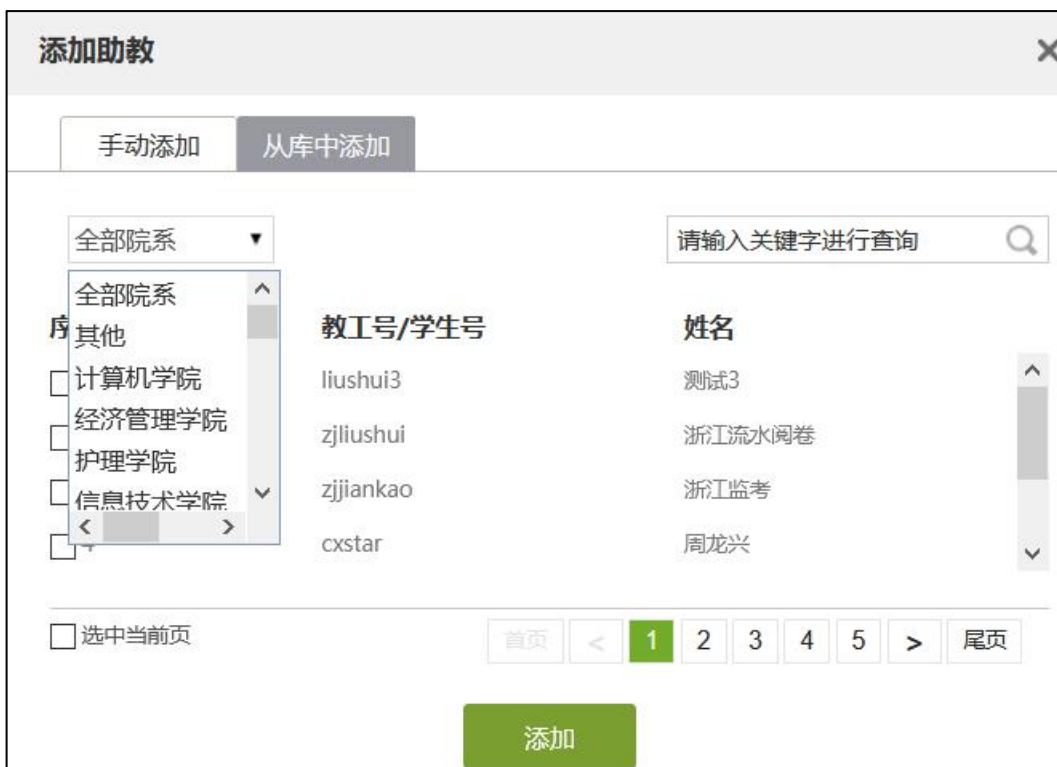 添加助教
手动添加 从库中添加
全部院系 ▼ 请输入关键字进行查询
全部院系
其他
计算机学院
经济管理学院
护理学院
信息技术学院
教工号/学生号 姓名
liushui3 测试3
zjliushui 浙江流水阅卷
zjjiankao 浙江监考
cxstar 周龙兴
选中当前页 首页 < 1 2 3 4 5 > 尾页
添加